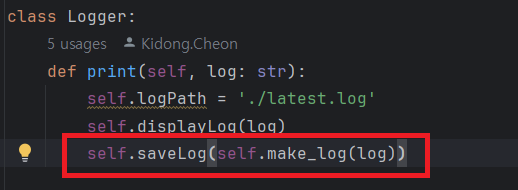 class Logger:
5 usages Kidong.Cheon
def print(self, log: str):
self.logPath = './latest.log'
self.displayLog(log)
self.saveLog(self.make_log(log))